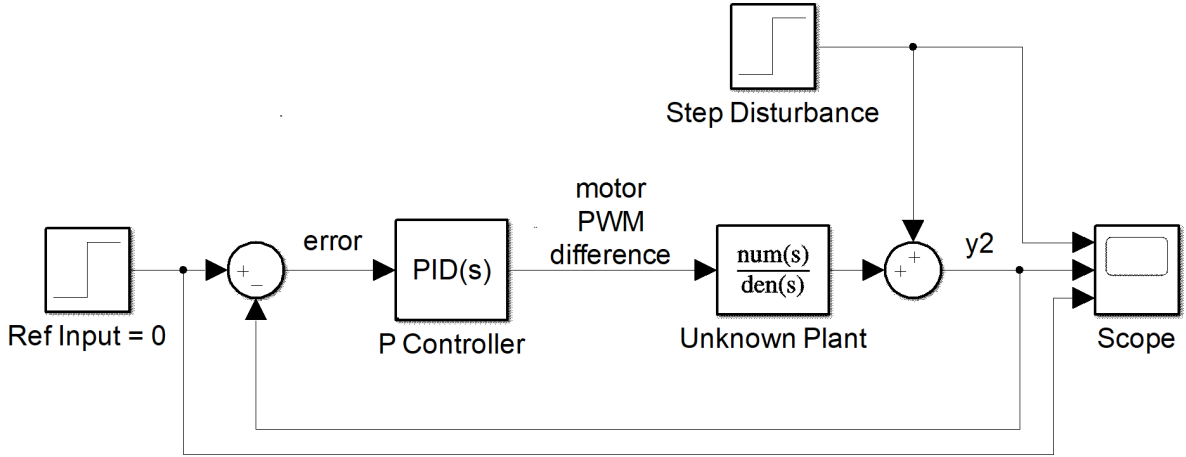 Step Disturbance
motor
PWM
difference
error
y2
+
−
PID(s)
num(s)
den(s)
+
+
Ref Input = 0
P Controller
Unknown Plant
Scope